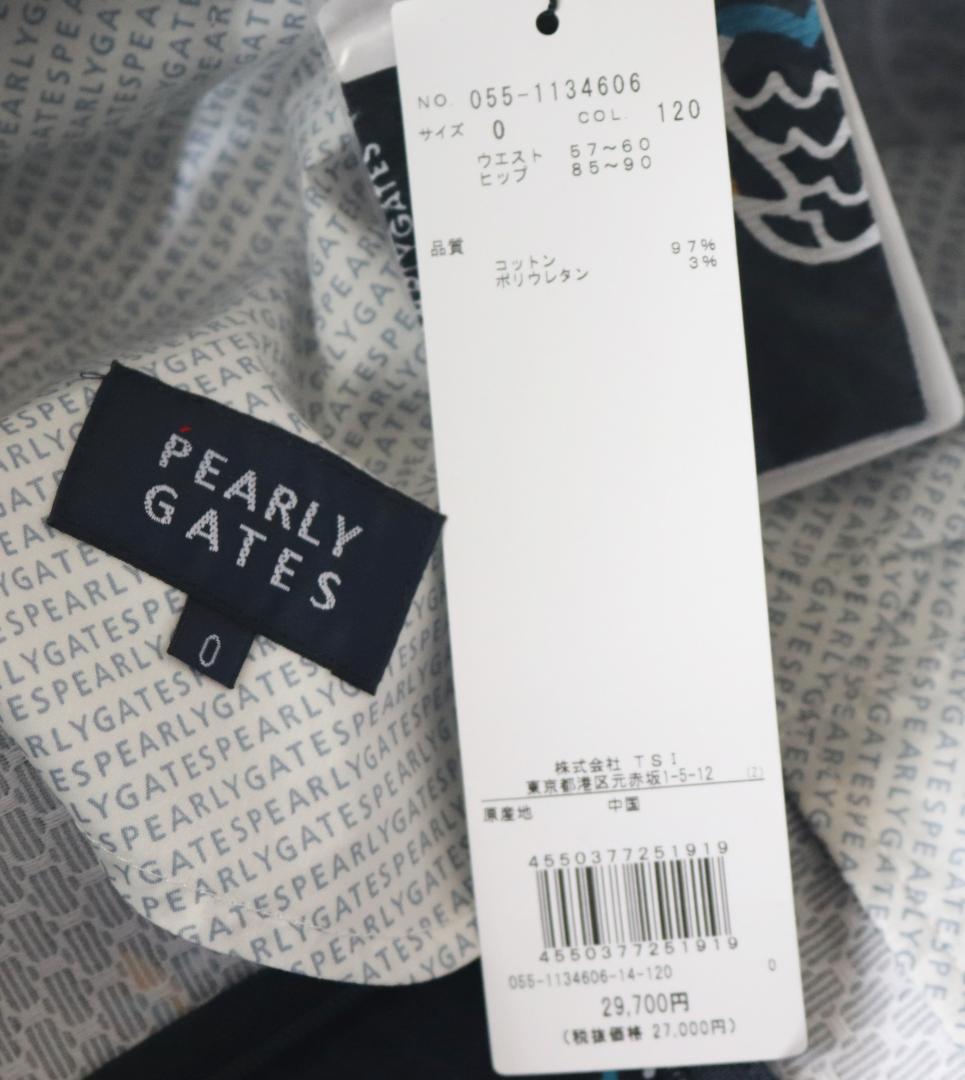 NO. 055-1134606
サイズ 0 COL. 120
ウエスト 57~60
ヒップ 85~90
品質
コットン 97%
ポリウレタン 3%
株式会社 TSI
東京都港区元赤坂1-5-12 (2)
原産地 中国
4550377251919
4550377251919
055-1134606-14-120 0
29,700円
(税抜価格 27,000円)
PEARLY
GATES
0